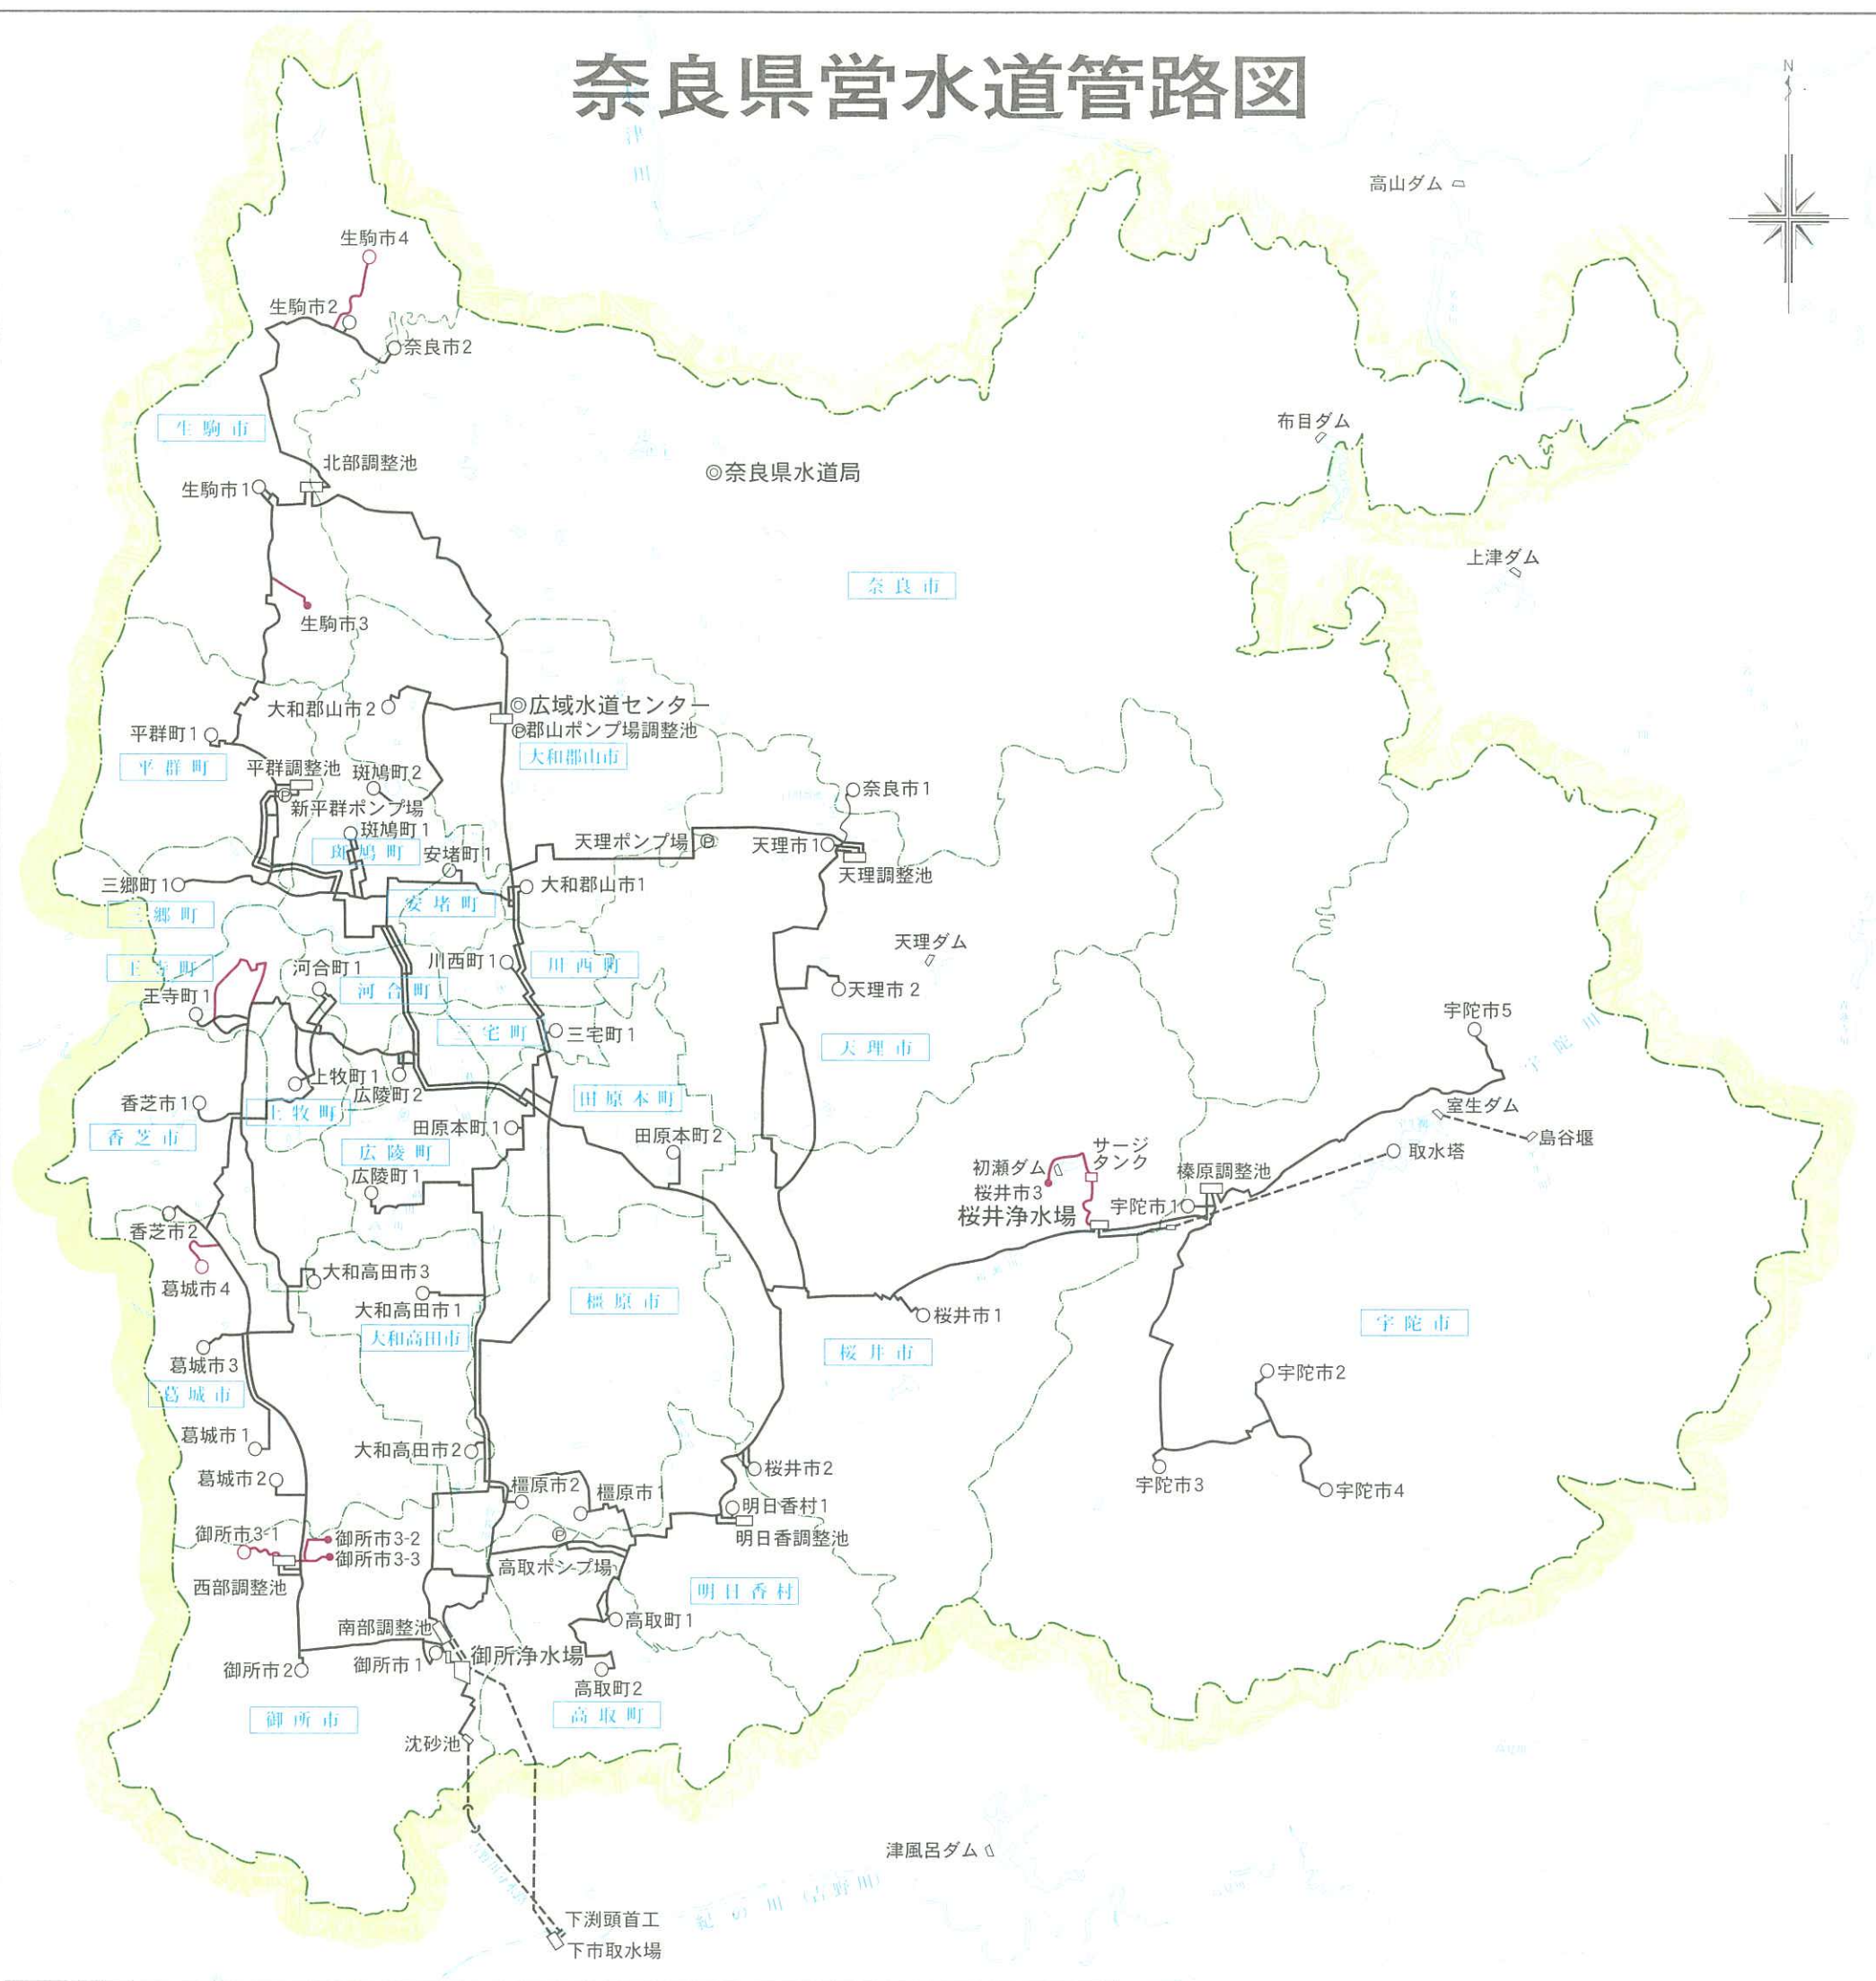 奈良県営水道管路図
N
津川
高山ダム
生駒市4
生駒市2
奈良市2
布目ダム
生駒市
北部調整池
◎奈良県水道局
生駒市1
上津ダム
奈良市
生駒市3
大和郡山市2
◎広域水道センター
Ⓟ郡山ポンプ場調整池
平群町1
大和郡山市
平群町
平群調整池
斑鳩町2
Ⓟ
新平群ポンプ場
奈良市1
斑鳩町1
天理ポンプ場Ⓟ
天理市1
斑鳩町
安堵町1
天理調整池
三郷町1
大和郡山市1
三郷町
安堵町
天理ダム
王寺町
河合町1
川西町1
川西町
王寺町1
河合町
天理市2
宇陀市5
三宅町
三宅町1
天理市
宇陀川
上牧町1
広陵町2
香芝市1
上牧町
田原本町
室生ダム
香芝市
田原本町1
田原本町2
島谷堰
広陵町
サージ
タンク
取水塔
広陵町1
初瀬ダム
榛原調整池
桜井市3
宇陀市1
桜井浄水場
香芝市2
大和高田市3
葛城市4
大和高田市1
橿原市
桜井市1
宇陀市
大和高田市
桜井市
葛城市3
宇陀市2
葛城市
葛城市1
大和高田市2
桜井市2
葛城市2
橿原市2
橿原市1
宇陀市3
宇陀市4
明日香村1
御所市3-1
御所市3-2
Ⓟ
明日香調整池
御所市3-3
高取ポンプ場
西部調整池
明日香村
南部調整池
高取町1
御所市2
御所市1
御所浄水場
高取町2
御所市
高取町
沈砂池
津風呂ダム
紀の川(吉野川)
下渕頭首工
下市取水場